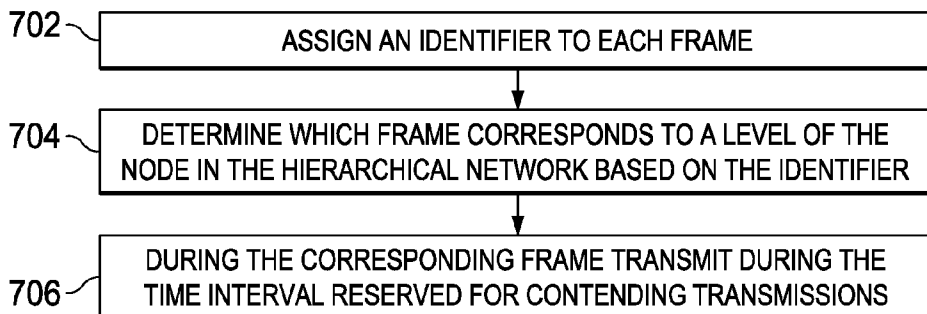 702
ASSIGN AN IDENTIFIER TO EACH FRAME
704
DETERMINE WHICH FRAME CORRESPONDS TO A LEVEL OF THE
NODE IN THE HIERARCHICAL NETWORK BASED ON THE IDENTIFIER
706
DURING THE CORRESPONDING FRAME TRANSMIT DURING THE
TIME INTERVAL RESERVED FOR CONTENDING TRANSMISSIONS